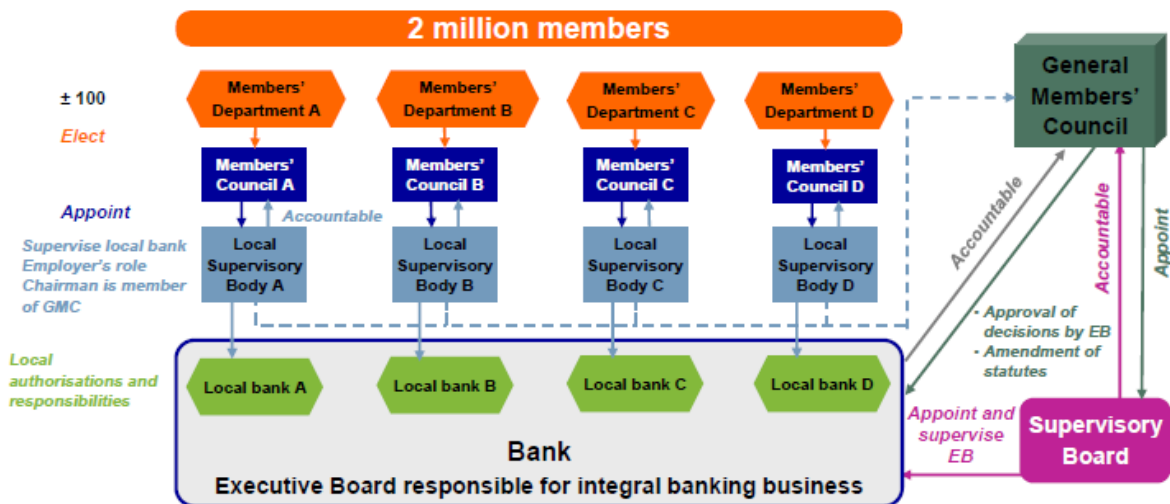 2 million members
± 100
Elect
Members'
Department A
Members'
Department B
Members'
Department C
Members'
Department D
General
Members'
Council
Members'
Council A
Members'
Council B
Members'
Council C
Members'
Council D
Appoint
Accountable
Supervise local bank
Employer's role
Chairman is member
of GMC
Local
Supervisory
Body A
Local
Supervisory
Body B
Local
Supervisory
Body C
Local
Supervisory
Body D
Accountable
Accountable
Appoint
• Approval of
decisions by EB
• Amendment of
statutes
Local
authorisations and
responsibilities
Local bank A
Local bank B
Local bank C
Local bank D
Appoint and
supervise
EB
Supervisory
Board
Bank
Executive Board responsible for integral banking business